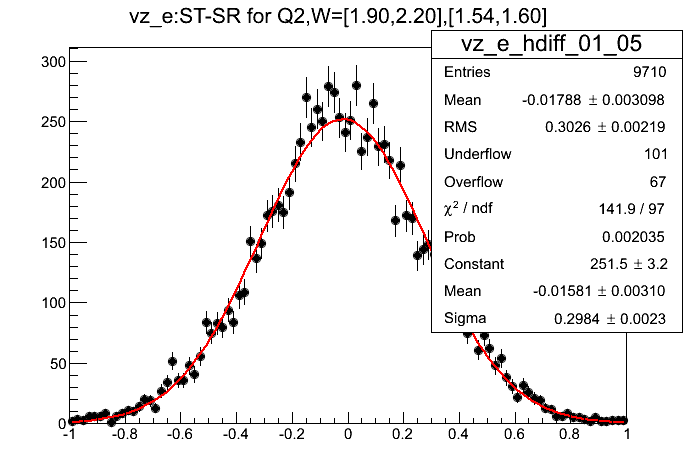 vz_e:ST-SR for Q2,W=[1.90,2.20],[1.54,1.60]
vz_e_hdiff_01_05
Entries 9710
Mean -0.01788 ± 0.003098
RMS 0.3026 ± 0.00219
Underflow 101
Overflow 67
χ² / ndf 141.9 / 97
Prob 0.002035
Constant 251.5 ± 3.2
Mean -0.01581 ± 0.00310
Sigma 0.2984 ± 0.0023
300
250
200
150
100
50
0
-1 -0.8 -0.6 -0.4 -0.2 0 0.2 0.4 0.6 0.8 1